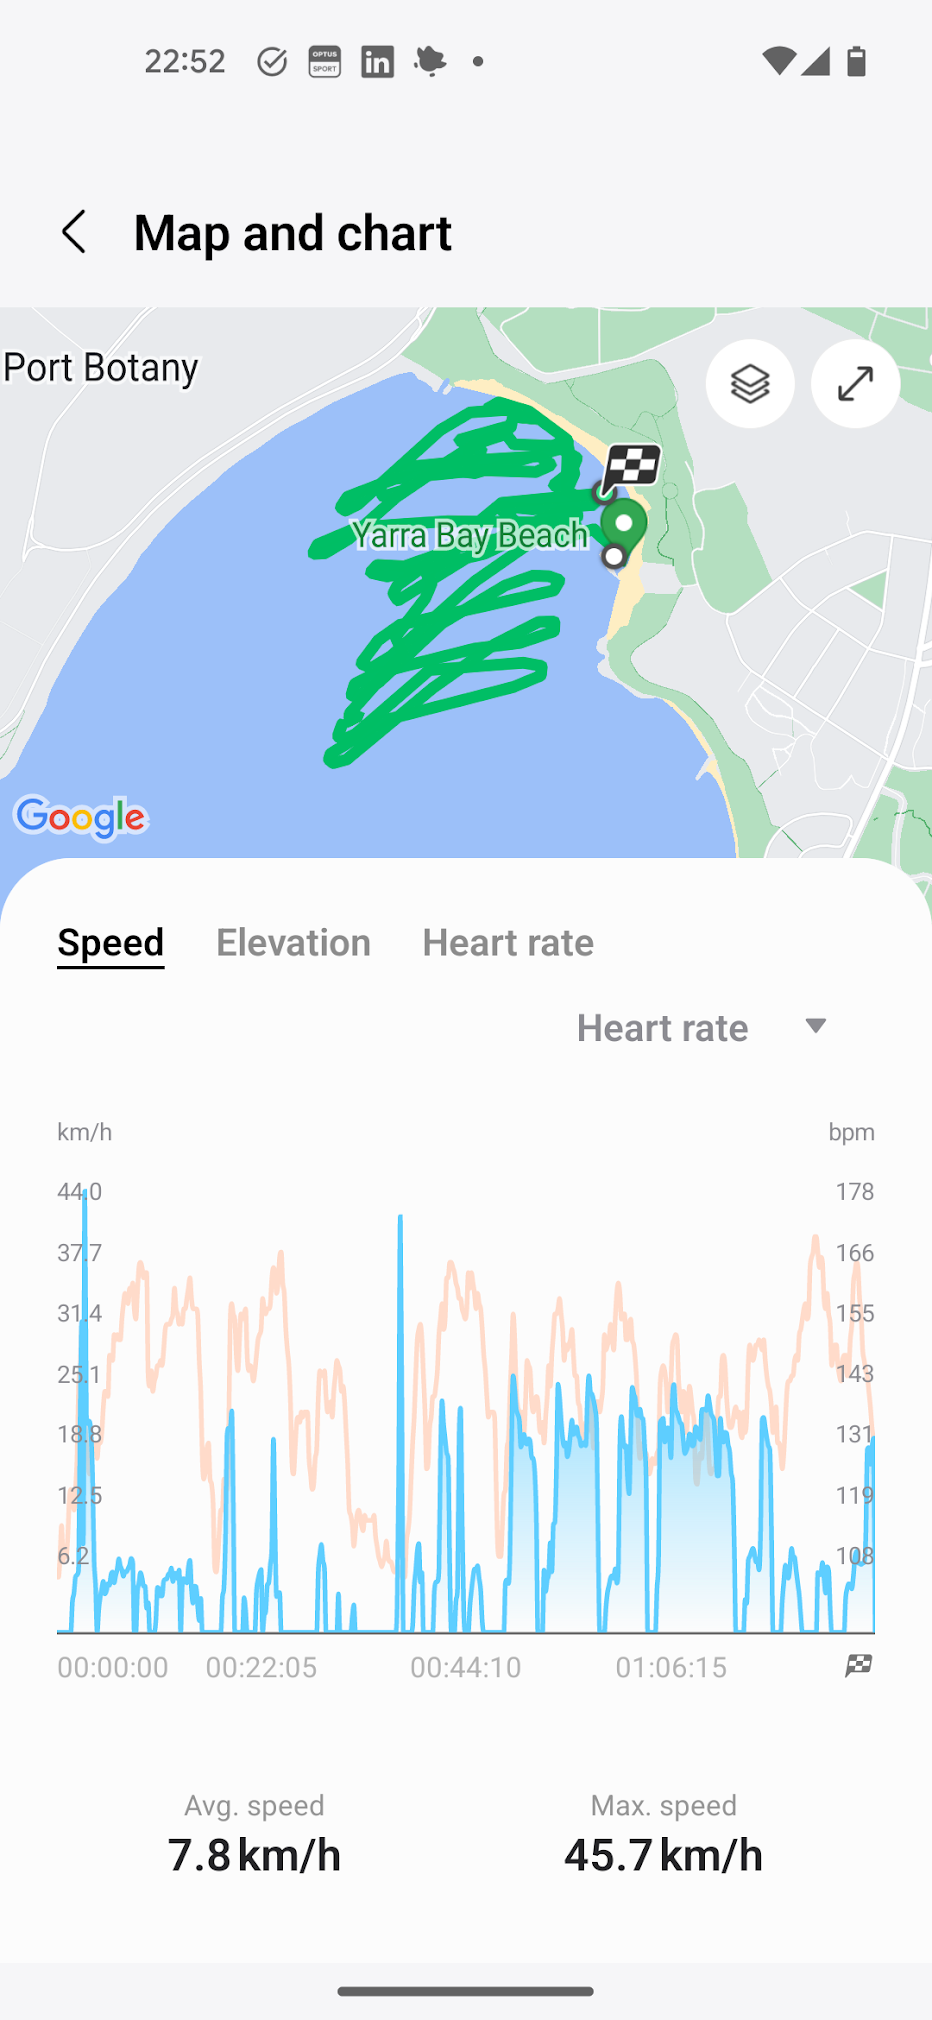 22:52
OPTUS
SPORT
in
Map and chart
Port Botany
Yarra Bay Beach
Google
Speed Elevation Heart rate
Heart rate
km/h bpm
44.0 178
37.7 166
31.4 155
25.1 143
18.8 131
12.5 119
6.2 108
00:00:00 00:22:05 00:44:10 01:06:15
Avg. speed Max. speed
7.8 km/h 45.7 km/h